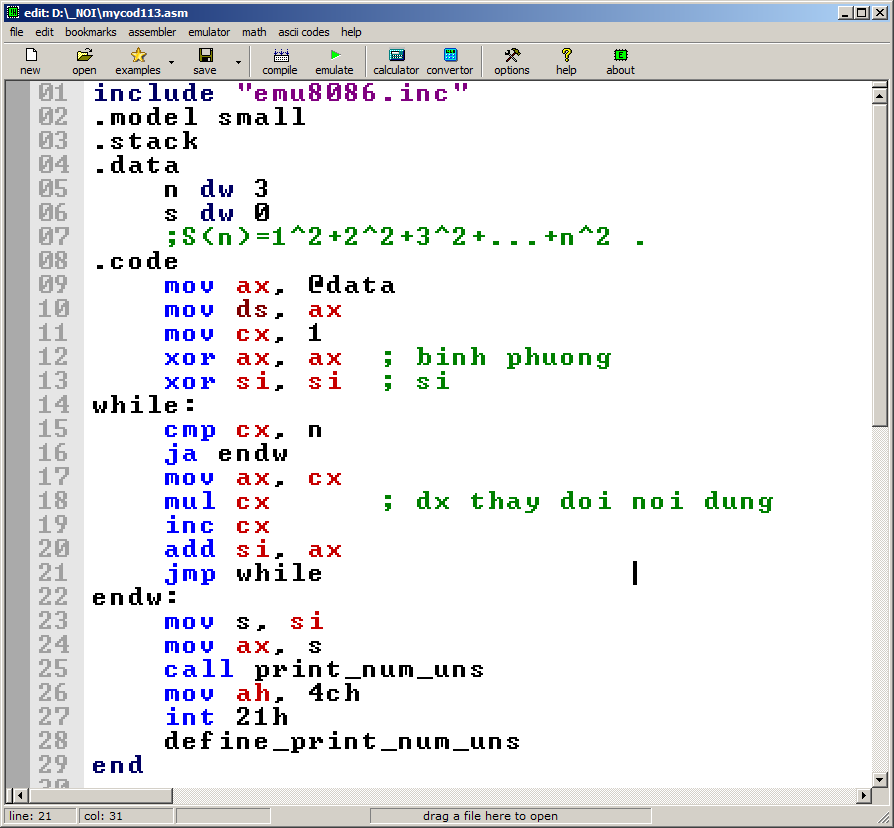 edit: D:\_NOI\mycod113.asm
file edit bookmarks assembler emulator math ascii codes help
new open examples save compile emulate calculator convertor options help about
01 include "emu8086.inc"
02 .model small
03 .stack
04 .data
05 n dw 3
06 s dw 0
07 ;S(n)=1^2+2^2+3^2+...+n^2 .
08 .code
09 mov ax, @data
10 mov ds, ax
11 mov cx, 1
12 xor ax, ax ; binh phuong
13 xor si, si ; si
14 while:
15 cmp cx, n
16 ja endw
17 mov ax, cx
18 mul cx ; dx thay doi noi dung
19 inc cx
20 add si, ax
21 jmp while
22 endw:
23 mov s, si
24 mov ax, s
25 call print_num_uns
26 mov ah, 4ch
27 int 21h
28 define_print_num_uns
29 end
30
line: 21 col: 31 drag a file here to open